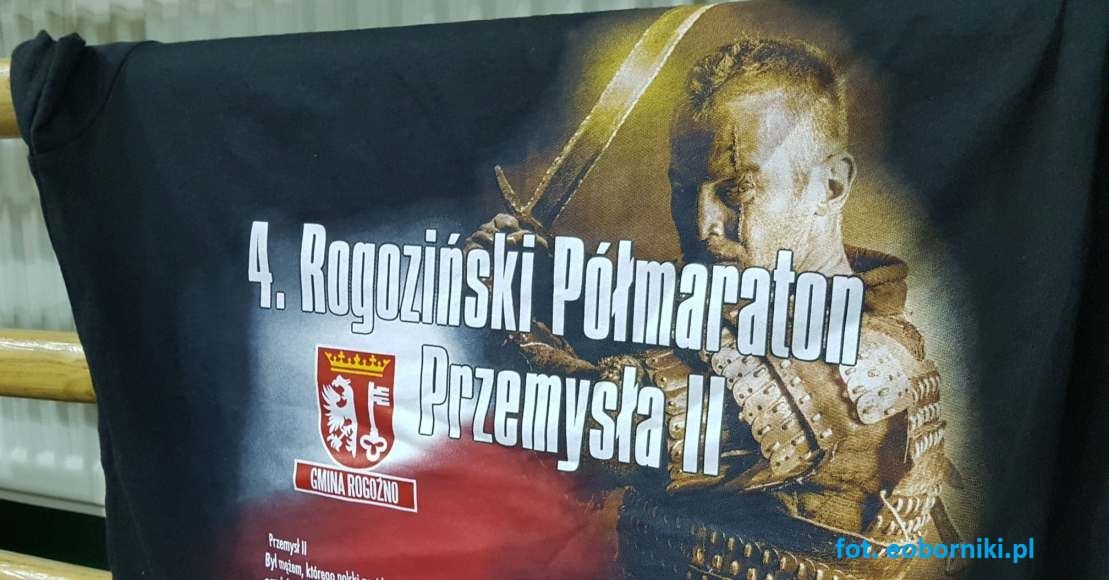 4. Rogoziński Półmaraton
Przemysła II
GMINA ROGOŹNO
Przemysł II
Był mężem, którego polski
fot. eoborniki.pl